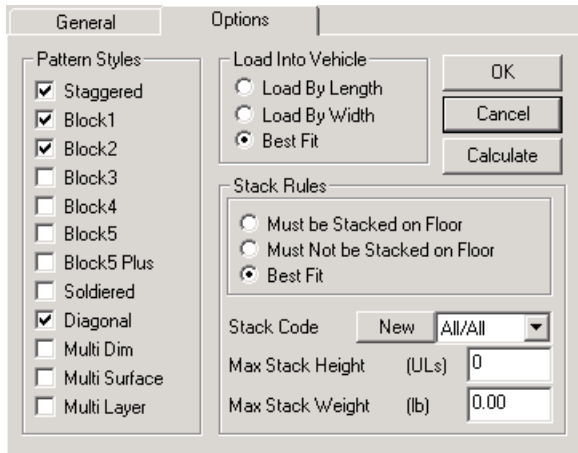 General
Options
Pattern Styles
Staggered
Block1
Block2
Block3
Block4
Block5
Block5 Plus
Soldiered
Diagonal
Multi Dim
Multi Surface
Multi Layer
Load Into Vehicle
Load By Length
Load By Width
Best Fit
OK
Cancel
Calculate
Stack Rules
Must be Stacked on Floor
Must Not be Stacked on Floor
Best Fit
Stack Code New All/All
Max Stack Height (ULs) 0
Max Stack Weight (lb) 0.00